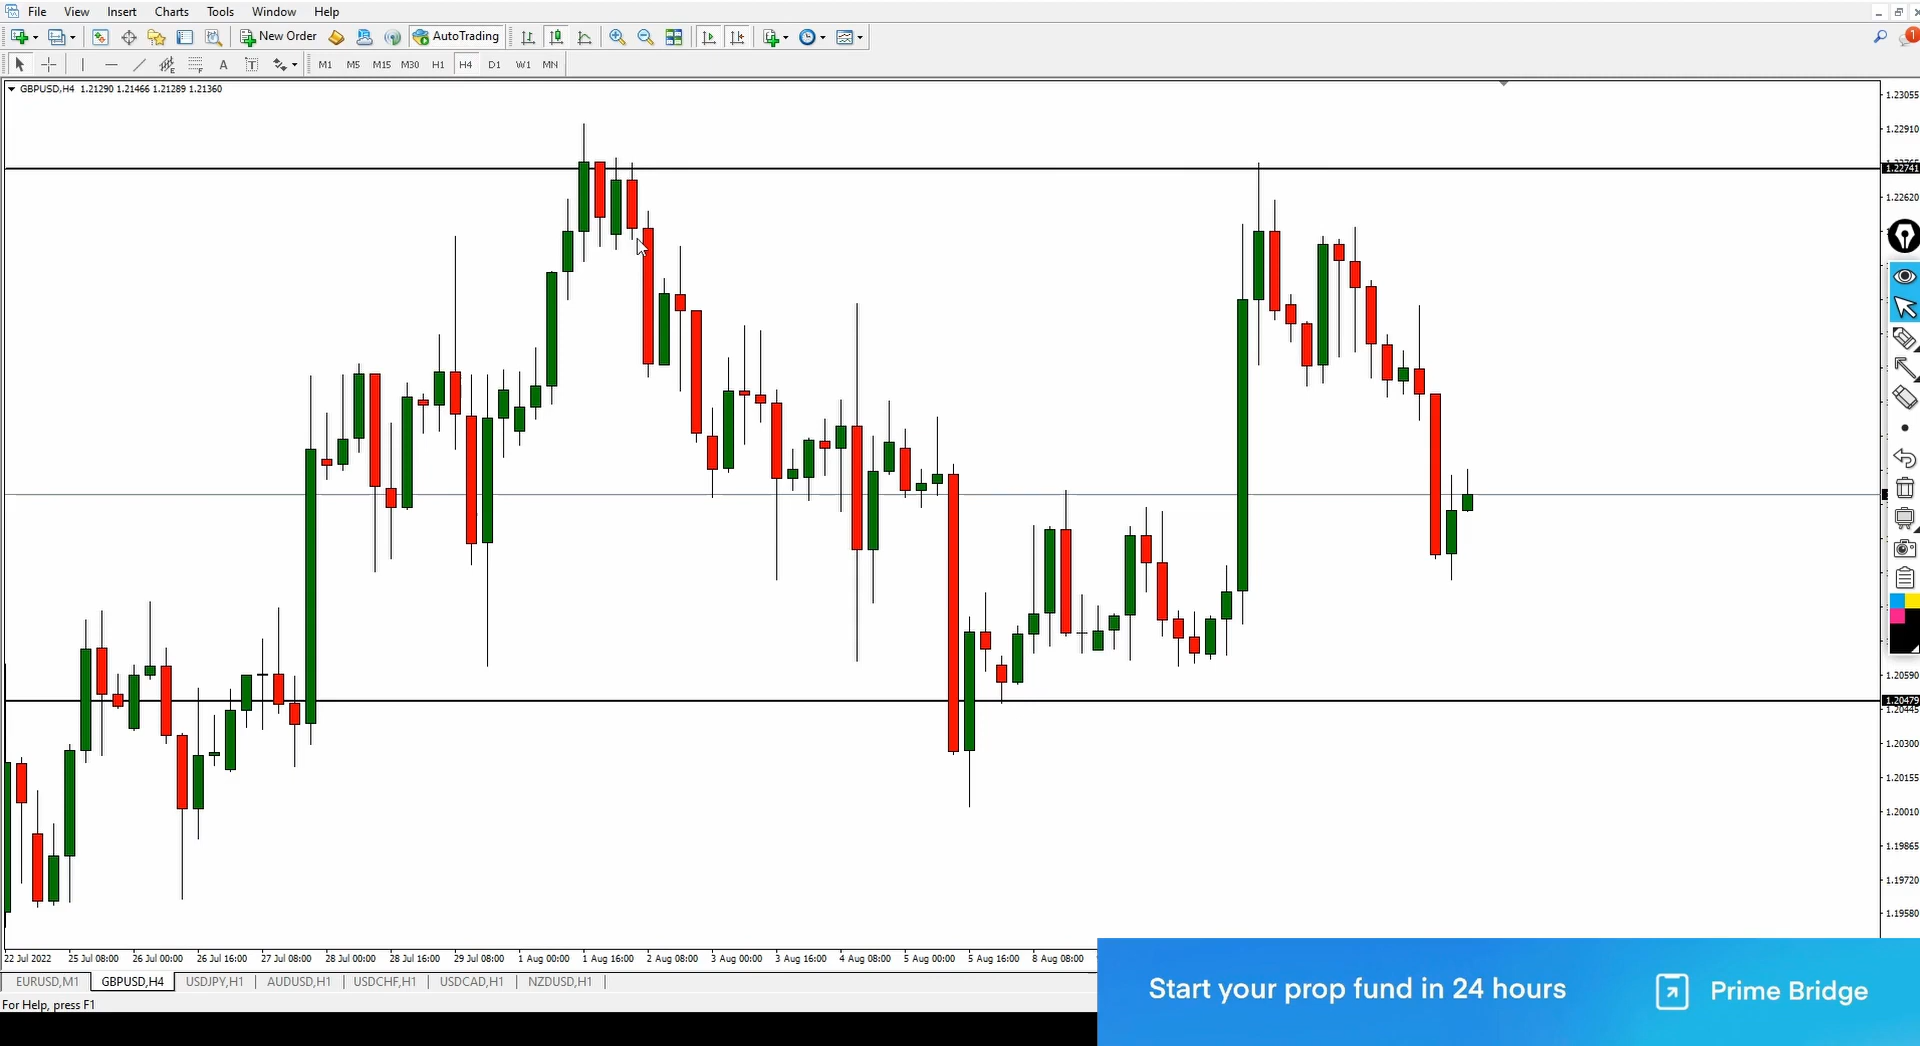 File View Insert Charts Tools Window Help
New Order AutoTrading
1
A T M1 M5 M15 M30 H1 H4 D1 W1 MN
GBPUSD,H4 1.21290 1.21466 1.21289 1.21360
1.23055
1.22910
1.22741
1.22620
1.20590
1.20479
1.20445
1.20300
1.20155
1.20010
1.19865
1.19720
1.19580
22 Jul 2022 25 Jul 08:00 26 Jul 00:00 26 Jul 16:00 27 Jul 08:00 28 Jul 00:00 28 Jul 16:00 29 Jul 08:00 1 Aug 00:00 1 Aug 16:00 2 Aug 08:00 3 Aug 00:00 3 Aug 16:00 4 Aug 08:00 5 Aug 00:00 5 Aug 16:00 8 Aug 08:00
EURUSD,M1 GBPUSD,H4 USDJPY,H1 AUDUSD,H1 USDCHF,H1 USDCAD,H1 NZDUSD,H1
For Help, press F1
Start your prop fund in 24 hours Prime Bridge